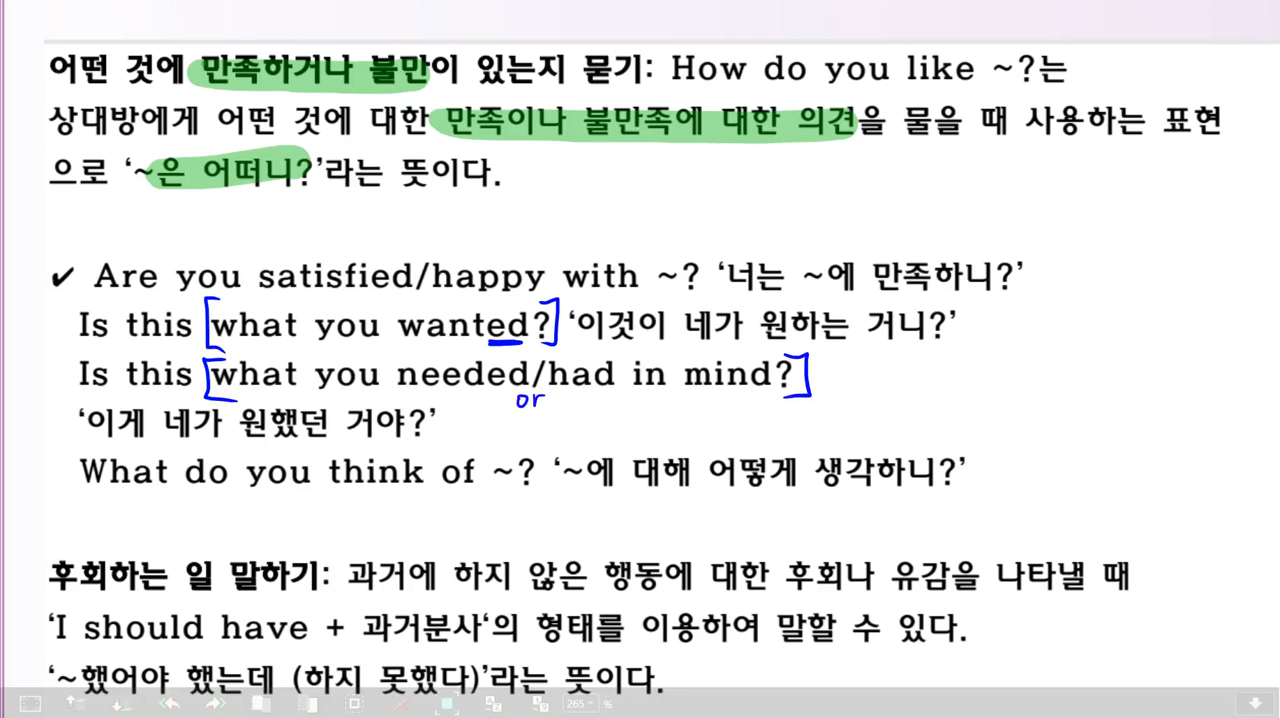 어떤 것에 만족하거나 불만이 있는지 묻기: How do you like ~?는
상대방에게 어떤 것에 대한 만족이나 불만족에 대한 의견을 물을 때 사용하는 표현
으로 ‘~은 어떠니?’라는 뜻이다.
✔ Are you satisfied/happy with ~? ‘너는 ~에 만족하니?’
Is this [what you wanted?] ‘이것이 네가 원하는 거니?’
Is this [what you needed/had in mind?]
or
‘이게 네가 원했던 거야?’
What do you think of ~? ‘~에 대해 어떻게 생각하니?’
후회하는 일 말하기: 과거에 하지 않은 행동에 대한 후회나 유감을 나타낼 때
‘I should have + 과거분사‘의 형태를 이용하여 말할 수 있다.
‘~했어야 했는데 (하지 못했다)’라는 뜻이다.
265 %